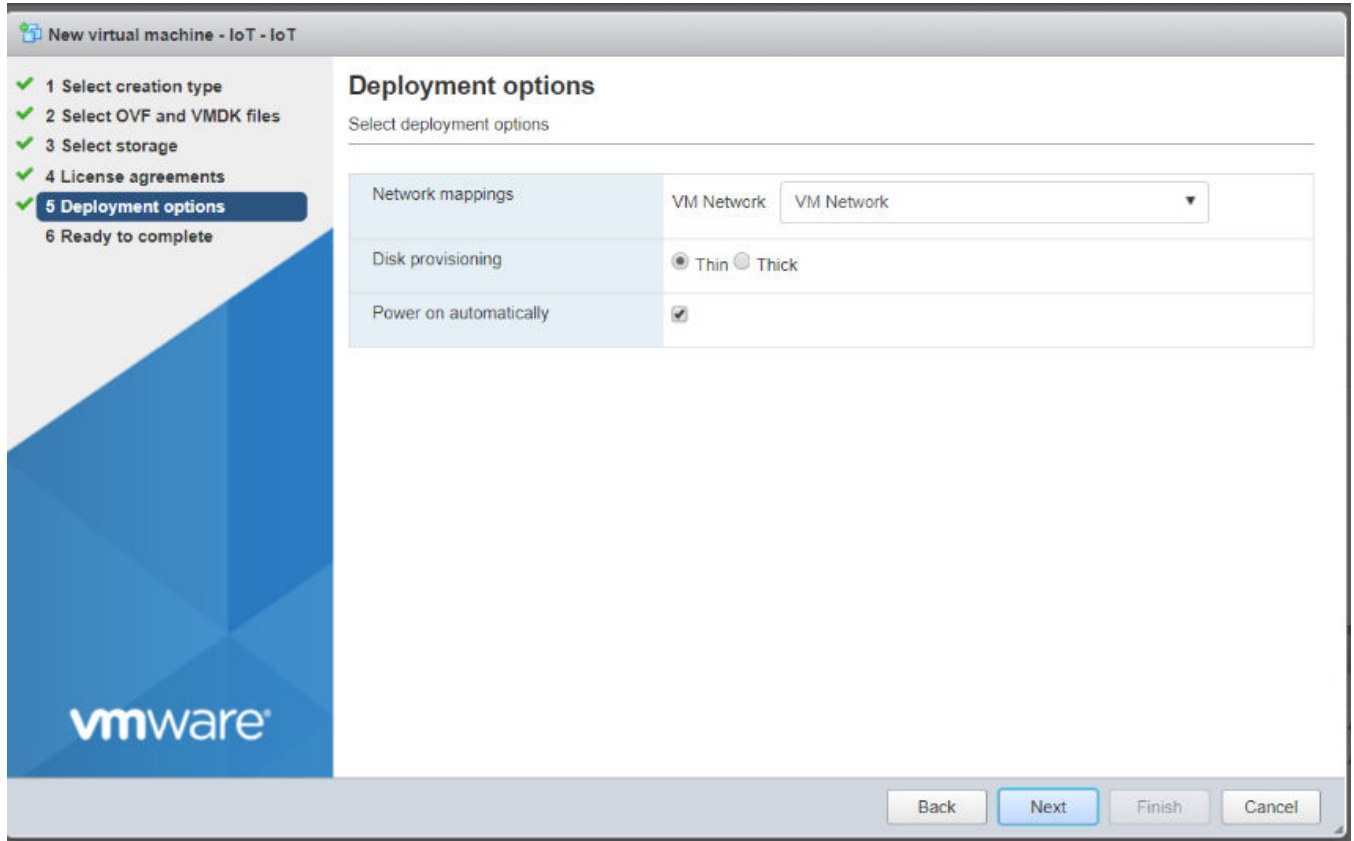 New virtual machine - IoT - IoT
1 Select creation type
2 Select OVF and VMDK files
3 Select storage
4 License agreements
5 Deployment options
6 Ready to complete
Deployment options
Select deployment options
Network mappings
VM Network VM Network
Disk provisioning
Thin Thick
Power on automatically
vmware®
Back Next Finish Cancel